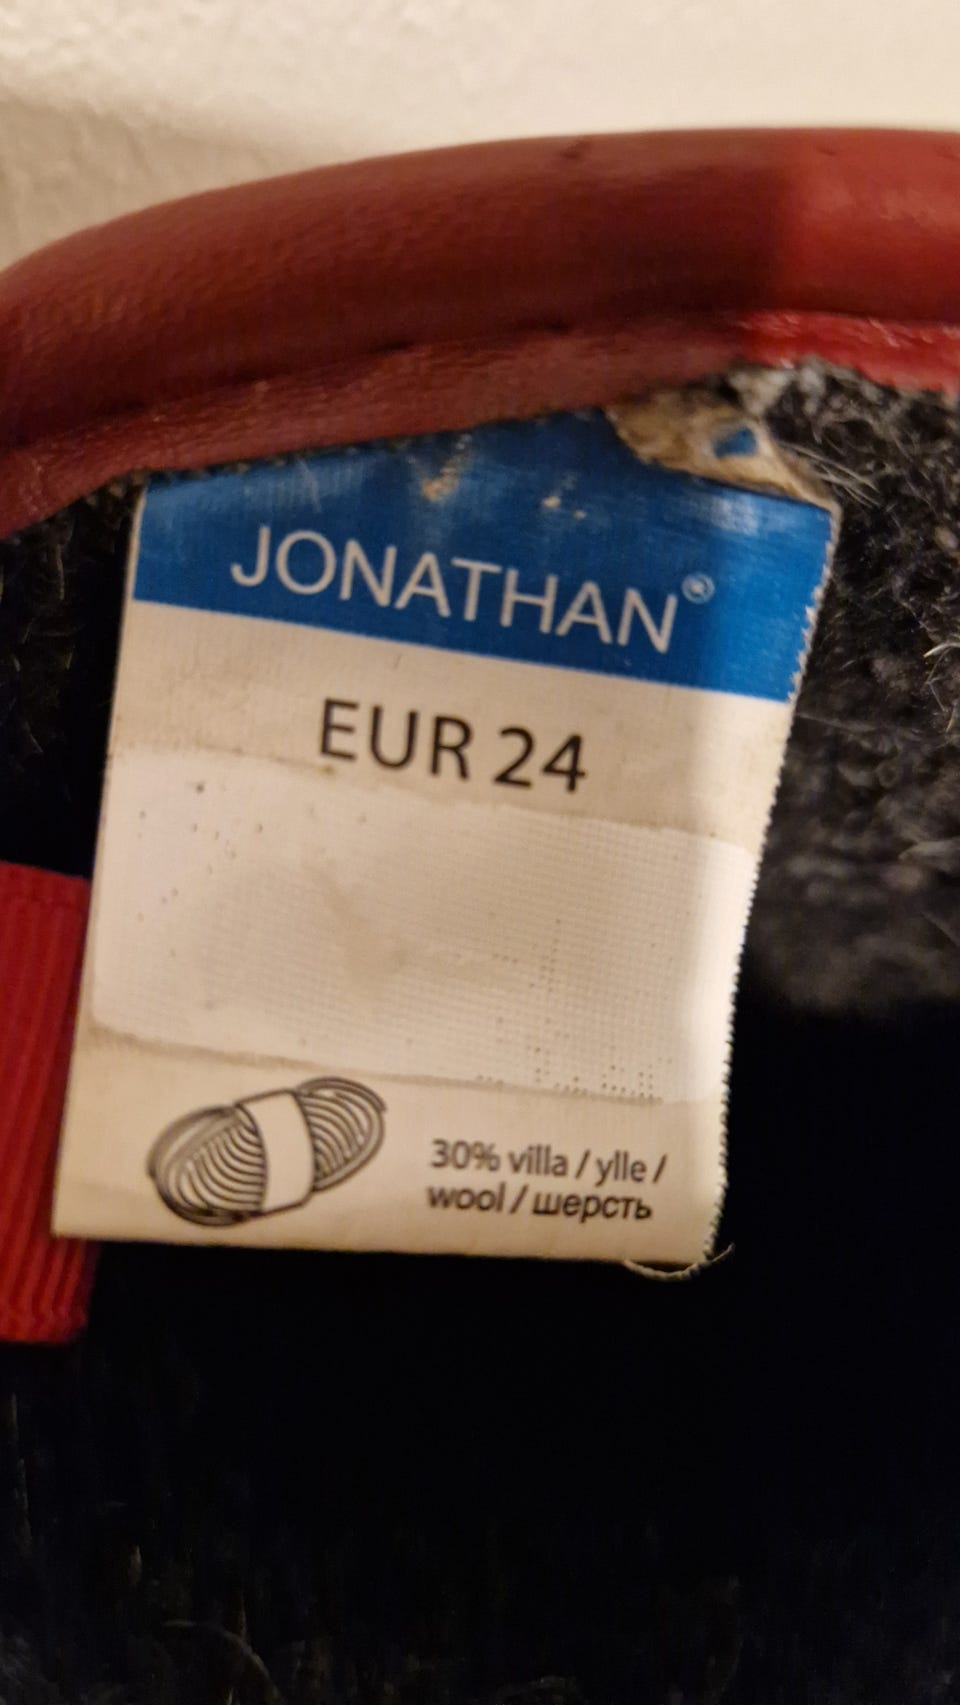 JONATHAN®
EUR 24
30% villa / ylle /
wool / шерсть